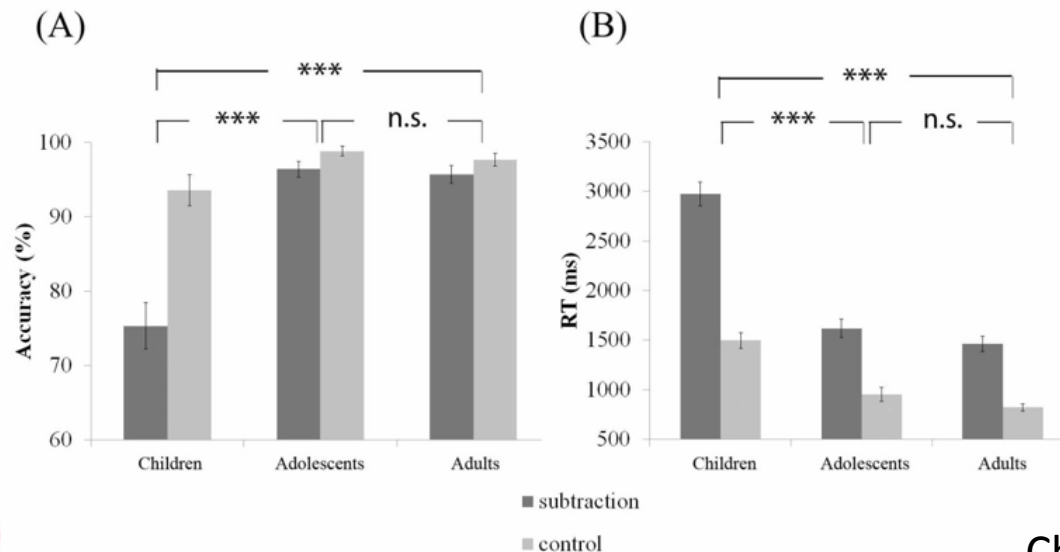 (A)
(B)
***
***
n.s.
***
***
n.s.
Accuracy (%)
100
90
80
70
60
Children
Adolescents
Adults
RT (ms)
3500
3000
2500
2000
1500
1000
500
Children
Adolescents
Adults
subtraction
control